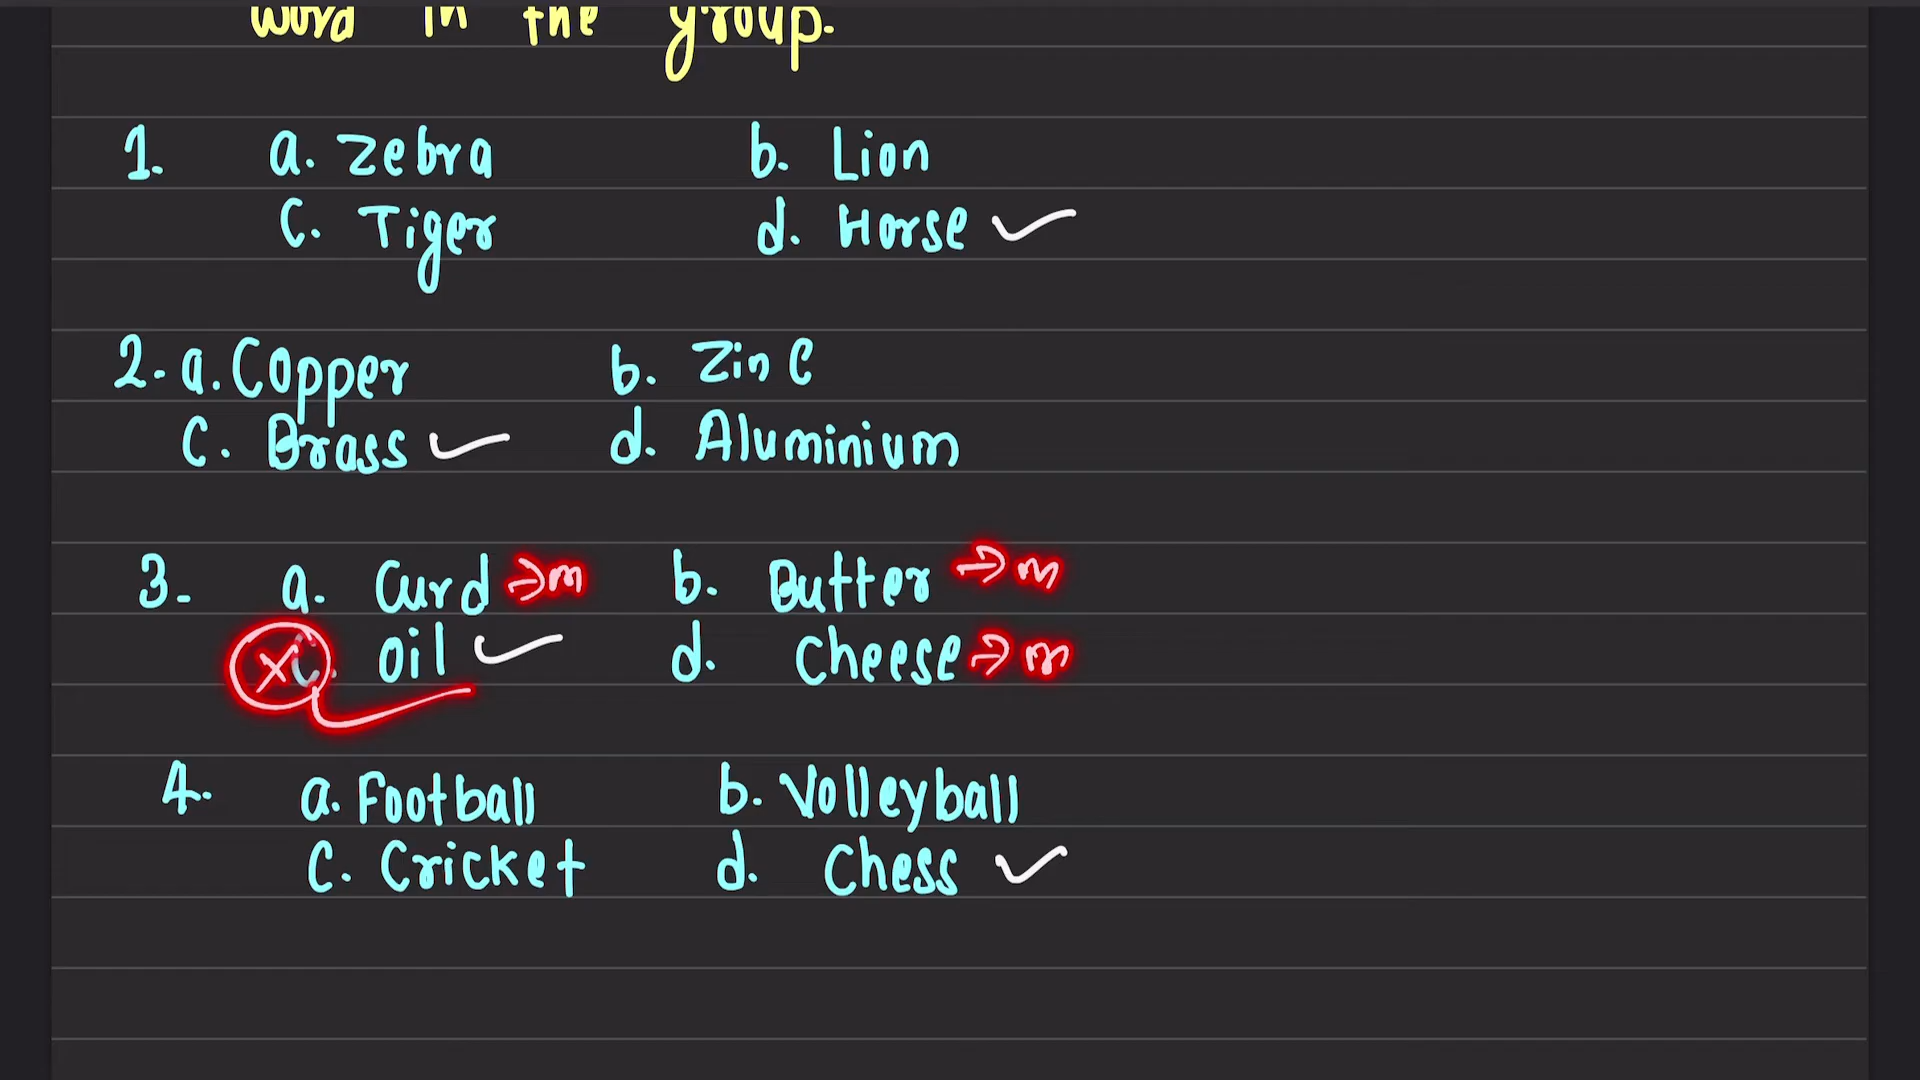 word in the group.
1. a. Zebra b. Lion
c. Tiger d. Horse
2. a. Copper b. Zinc
c. Brass d. Aluminium
3. a. Curd → m b. Butter → m
c. Oil d. Cheese → m
4. a. Football b. Volleyball
c. Cricket d. Chess